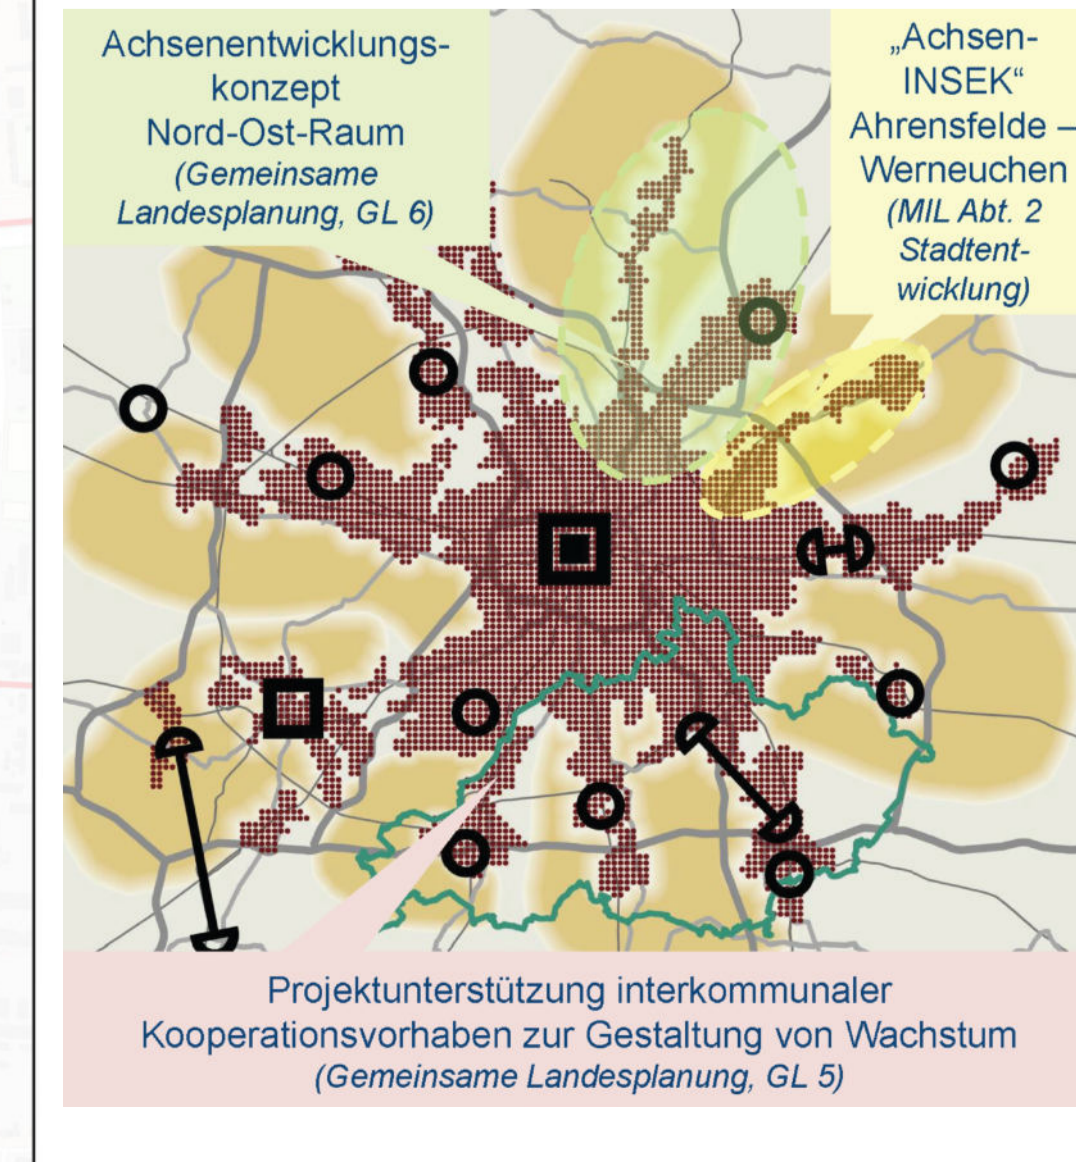 Achsenentwicklungs-
konzept
Nord-Ost-Raum
(Gemeinsame
Landesplanung, GL 6)
„Achsen-
INSEK“
Ahrensfelde –
Werneuchen
(MIL Abt. 2
Stadtent-
wicklung)
Projektunterstützung interkommunaler
Kooperationsvorhaben zur Gestaltung von Wachstum
(Gemeinsame Landesplanung, GL 5)